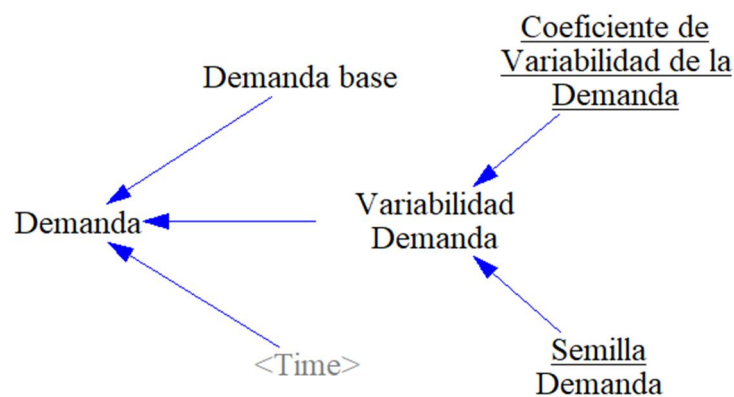 Coeficiente de
Variabilidad de la
Demanda
Demanda base
Variabilidad
Demanda
Demanda
<Time>
Semilla
Demanda